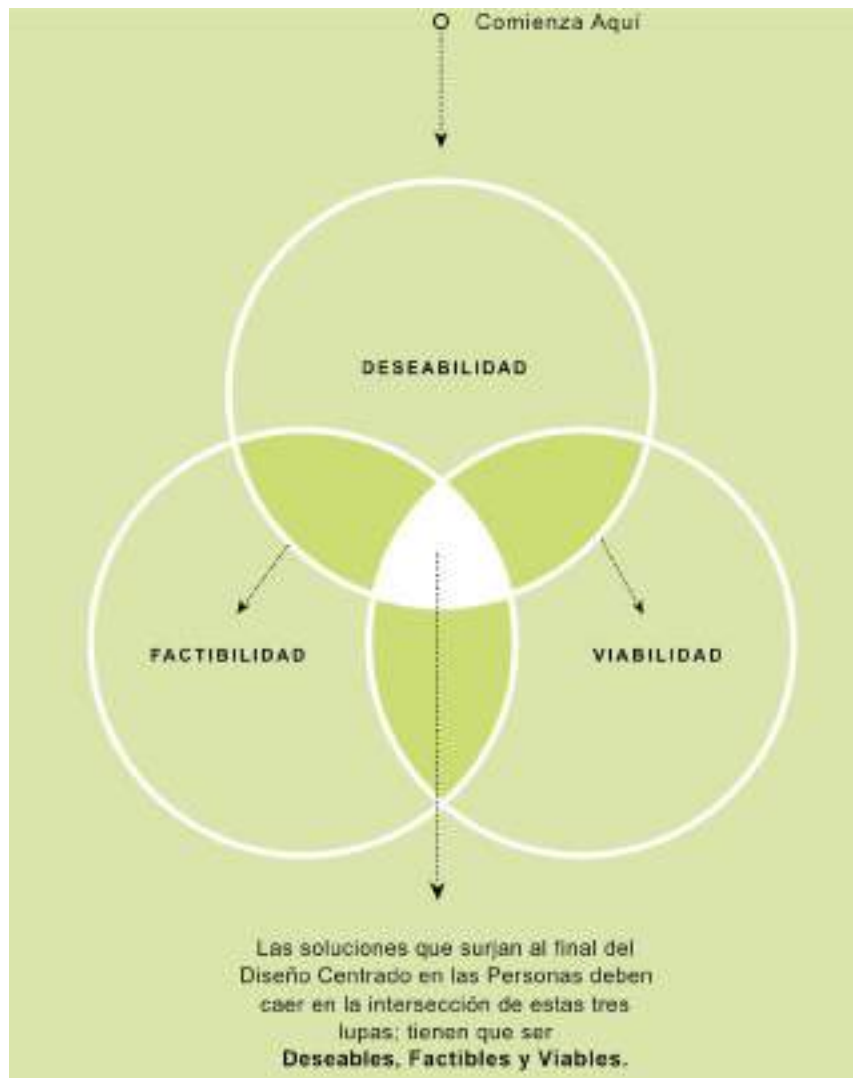 Comienza Aquí
DESEABILIDAD
FACTIBILIDAD
VIABILIDAD
Las soluciones que surjan al final del
Diseño Centrado en las Personas deben
caer en la intersección de estas tres
lupas; tienen que ser
Deseables, Factibles y Viables.